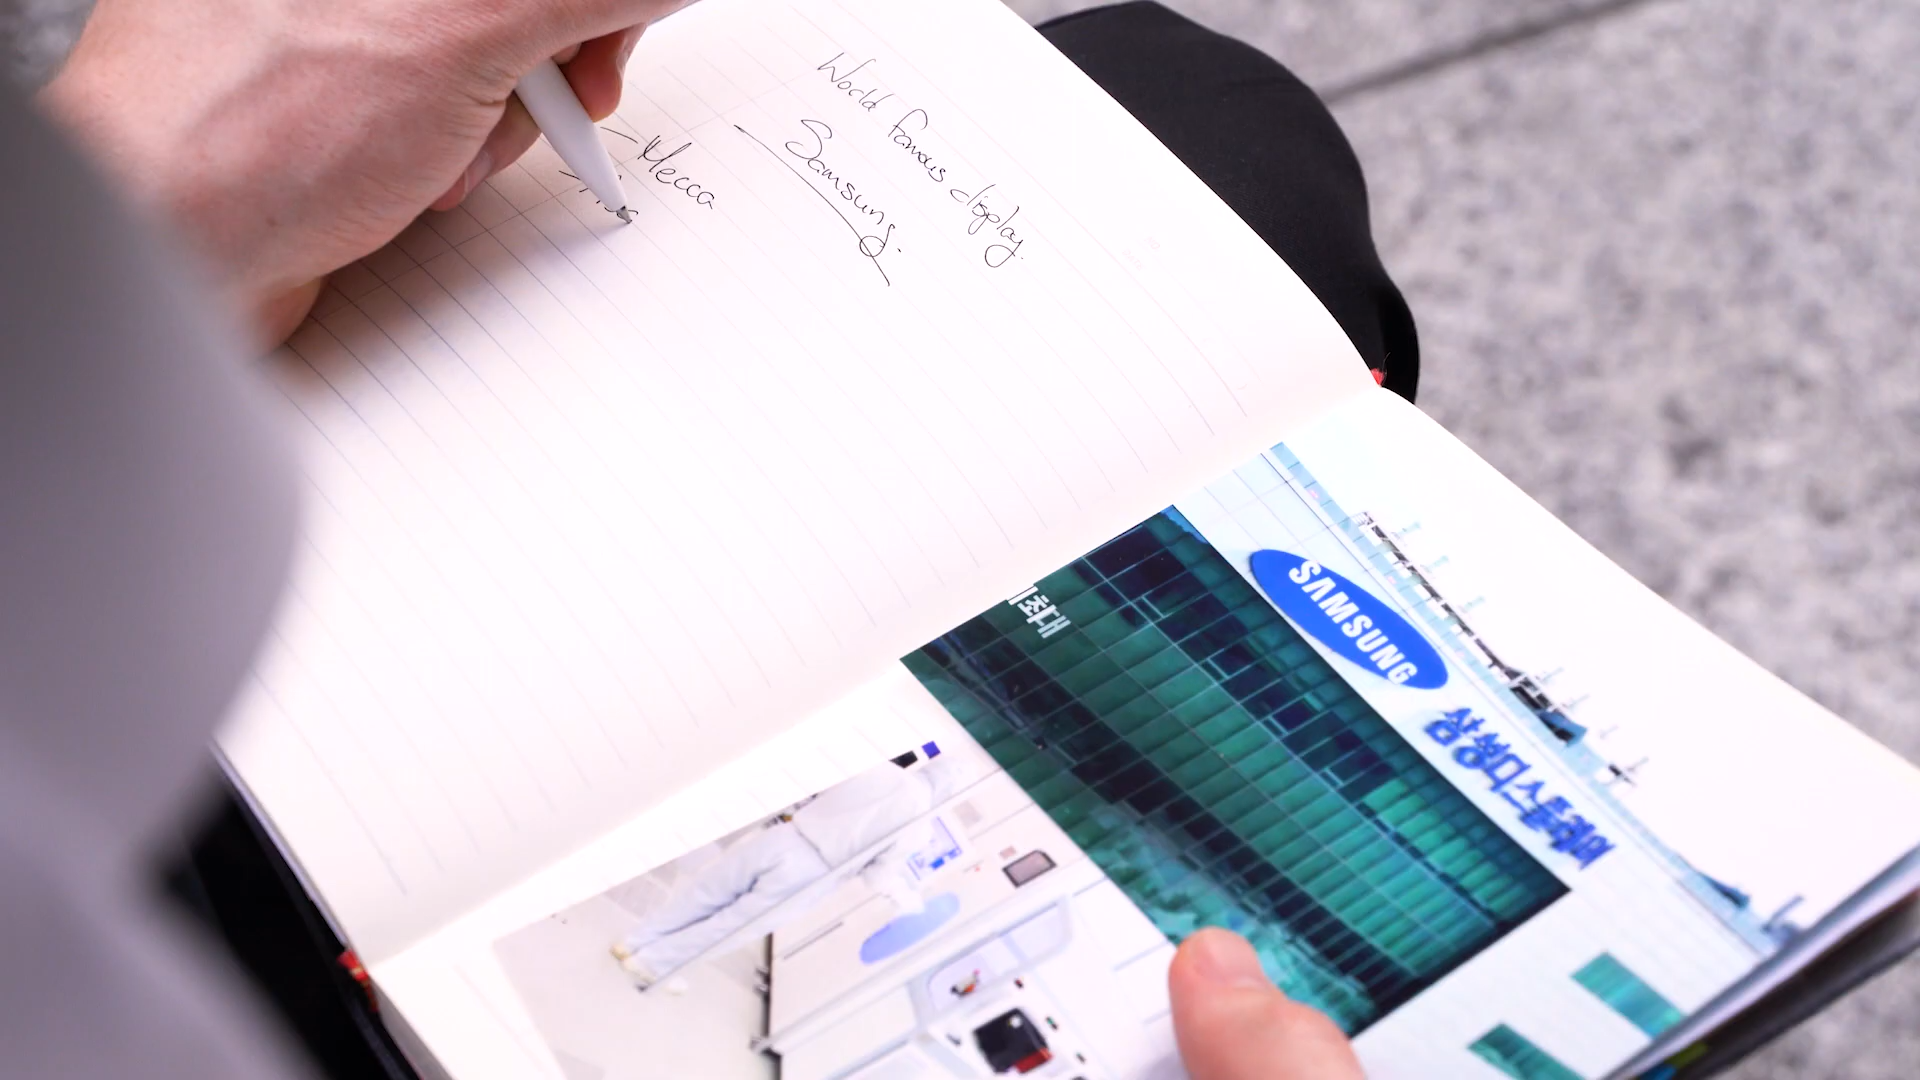 World famous display.
Samsung.
- Mecca
SAMSUNG
삼성디스플레이